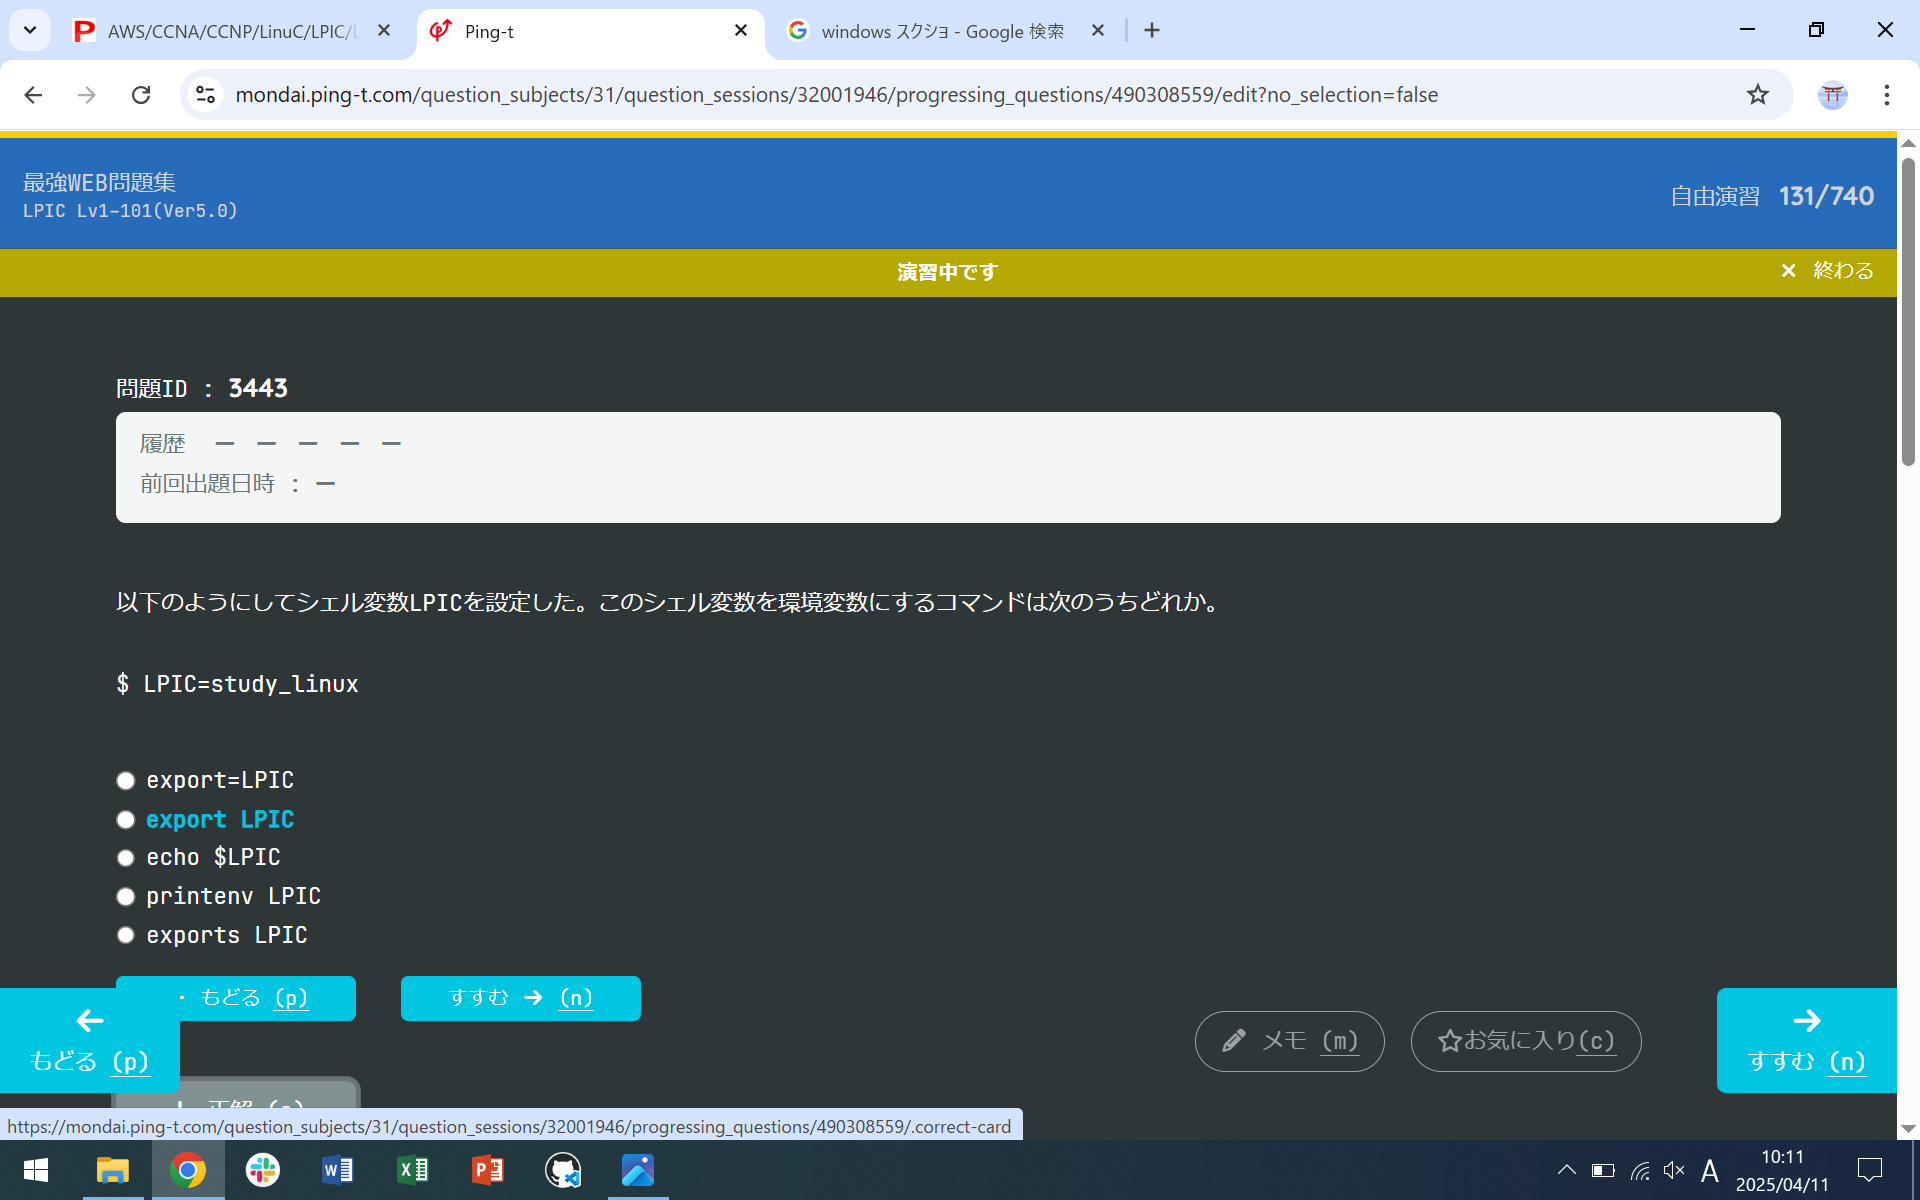 AWS/CCNA/CCNP/LinuC/LPIC/
Ping-t
windows スクショ - Google 検索
mondai.ping-t.com/question_subjects/31/question_sessions/32001946/progressing_questions/490308559/edit?no_selection=false
最強WEB問題集
LPIC Lv1-101(Ver5.0)
自由演習 131/740
演習中です
× 終わる
問題ID : 3443
履歴 ー ー ー ー ー
前回出題日時 : ー
以下のようにしてシェル変数LPICを設定した。このシェル変数を環境変数にするコマンドは次のうちどれか。
$ LPIC=study_linux
export=LPIC
export LPIC
echo $LPIC
printenv LPIC
exports LPIC
もどる (p)
すすむ → (n)
← もどる (p)
メモ (m)
☆お気に入り(c)
→ すすむ (n)
正解
https://mondai.ping-t.com/question_subjects/31/question_sessions/32001946/progressing_questions/490308559/.correct-card
A
10:11
2025/04/11